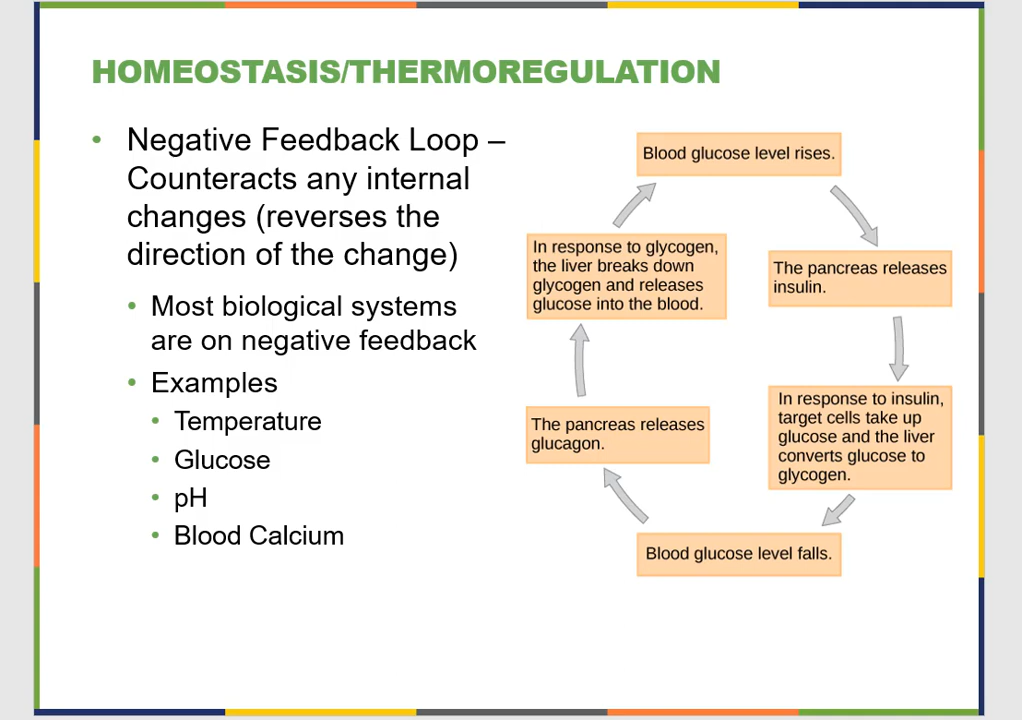 HOMEOSTASIS/THERMOREGULATION
• Negative Feedback Loop –
Counteracts any internal
changes (reverses the
direction of the change)
• Most biological systems
are on negative feedback
• Examples
• Temperature
• Glucose
• pH
• Blood Calcium
Blood glucose level rises.
The pancreas releases
insulin.
In response to insulin,
target cells take up
glucose and the liver
converts glucose to
glycogen.
Blood glucose level falls.
The pancreas releases
glucagon.
In response to glycogen,
the liver breaks down
glycogen and releases
glucose into the blood.